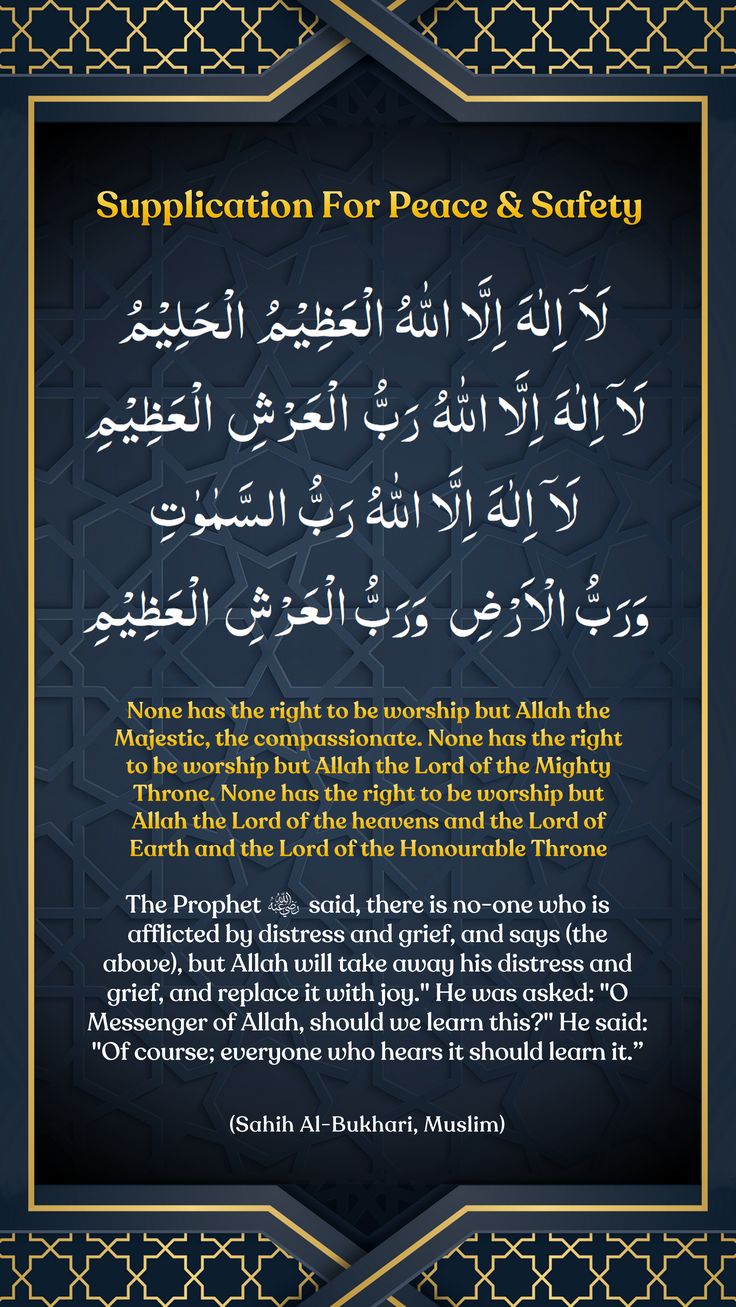 Supplication For Peace & Safety
لَآ اِلٰهَ اِلَّا اللّٰهُ الْعَظِيْمُ الْحَلِيْمُ
لَآ اِلٰهَ اِلَّا اللّٰهُ رَبُّ الْعَرْشِ الْعَظِيْمِ
لَآ اِلٰهَ اِلَّا اللّٰهُ رَبُّ السَّمٰوٰتِ
وَرَبُّ الْاَرْضِ وَرَبُّ الْعَرْشِ الْعَظِيْمِ
None has the right to be worship but Allah the
Majestic, the compassionate. None has the right
to be worship but Allah the Lord of the Mighty
Throne. None has the right to be worship but
Allah the Lord of the heavens and the Lord of
Earth and the Lord of the Honourable Throne
The Prophet رضي الله عنه said, there is no-one who is
afflicted by distress and grief, and says (the
above), but Allah will take away his distress and
grief, and replace it with joy." He was asked: "O
Messenger of Allah, should we learn this?" He said:
"Of course; everyone who hears it should learn it.”
(Sahih Al-Bukhari, Muslim)